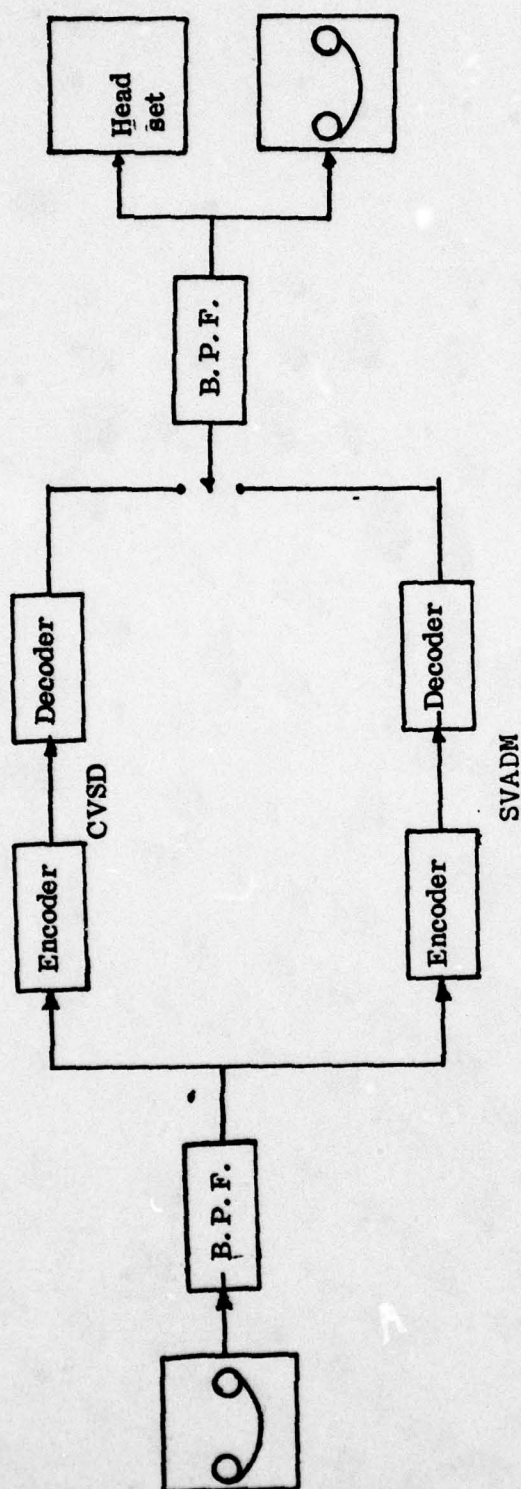 B.P.F.
Encoder
Decoder
CVSD
Encoder
Decoder
SVADM
B.P.F.
Head
set